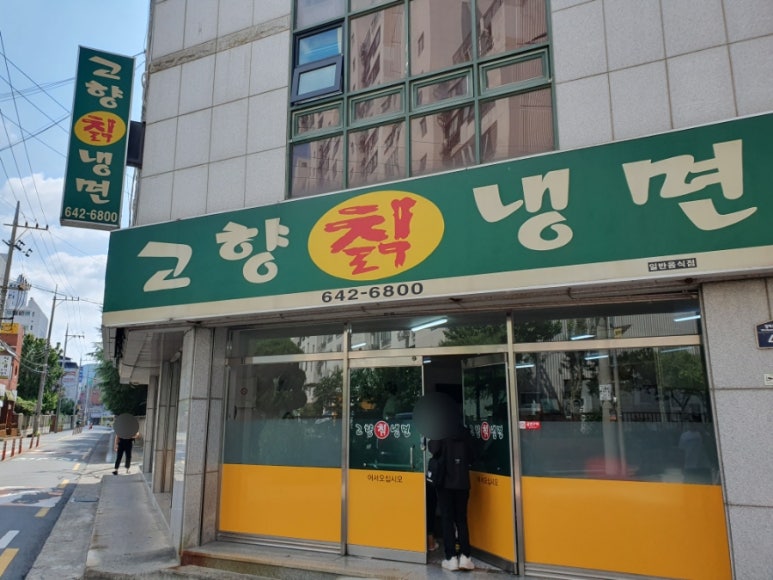 고향
칡
냉면
642-6800
고향 칡 냉면
642-6800
일반음식점
고향 칡 냉면
어서오십시오